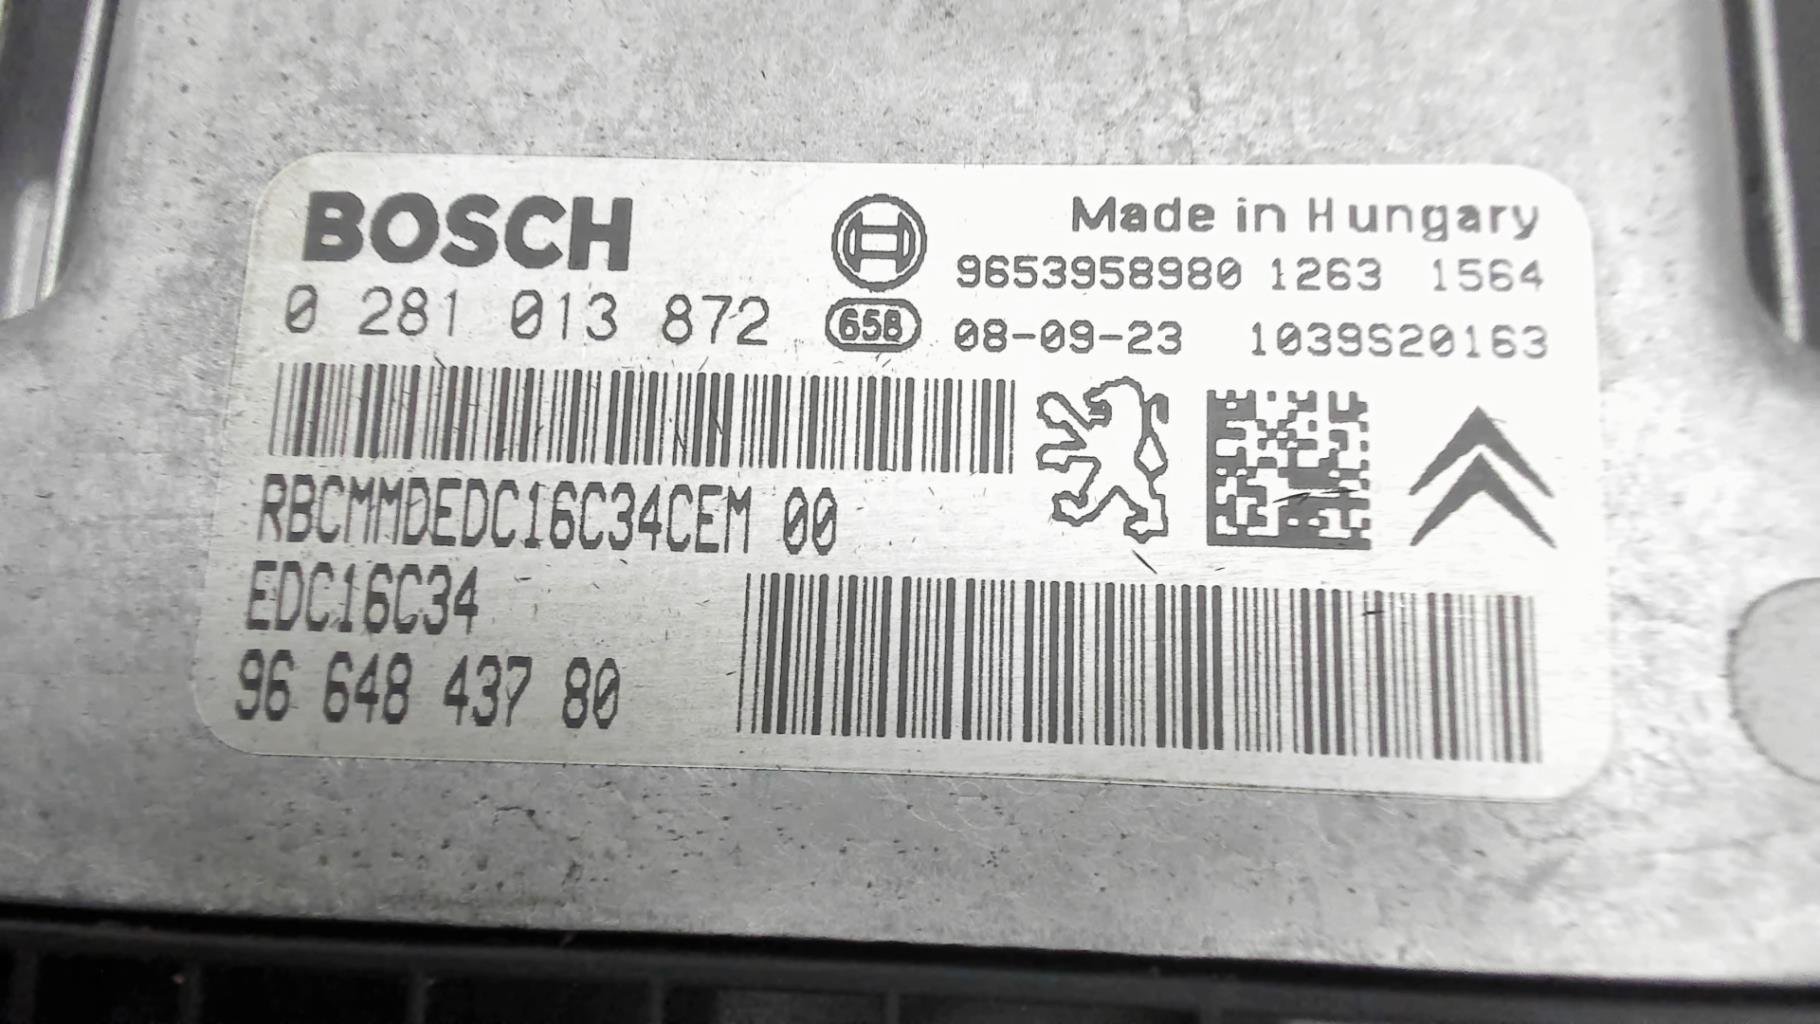 BOSCH
Made in Hungary
9653958980 1263 1564
0 281 013 872
658 08-09-23 1039S20163
RBCMMDEDC16C34CEM 00
EDC16C34
96 648 437 80